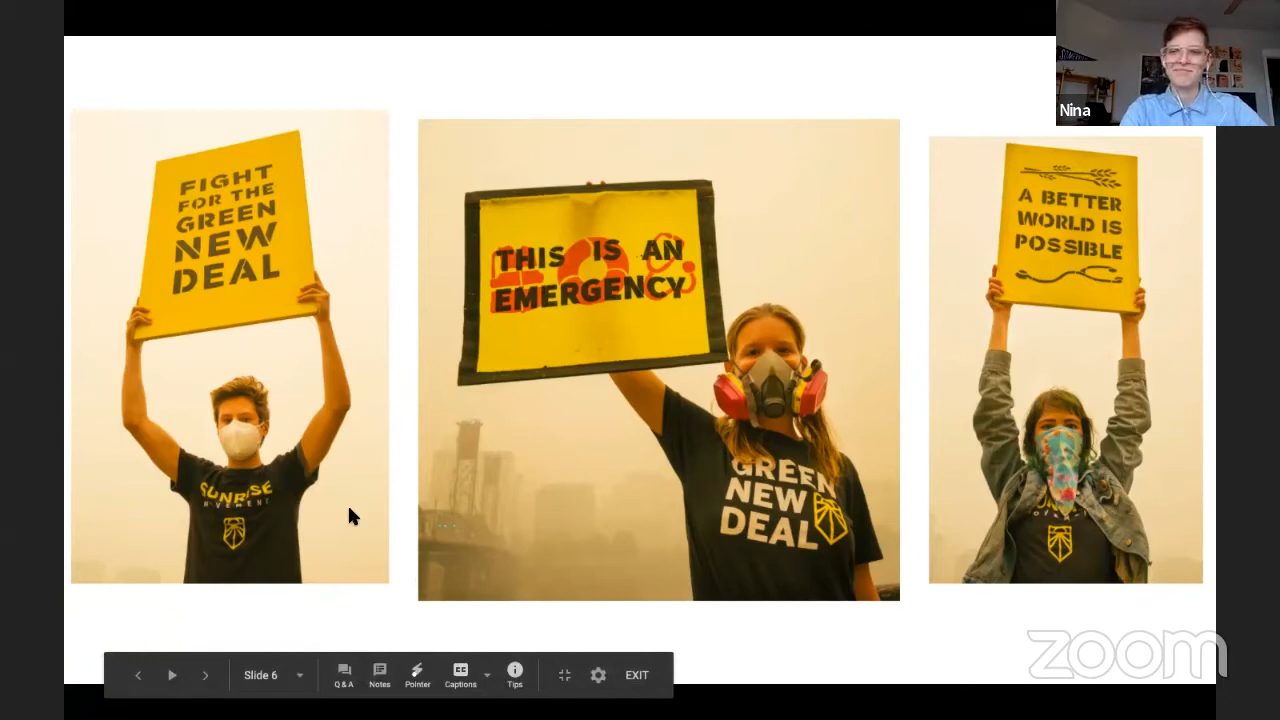 Nina
FIGHT
FOR THE
GREEN
NEW
DEAL
THIS IS AN
EMERGENCY
A BETTER
WORLD IS
POSSIBLE
SUNRISE
MOVEMENT
GREEN
NEW
DEAL
zoom
Slide 6
Q & A
Notes
Pointer
Captions
Tips
EXIT